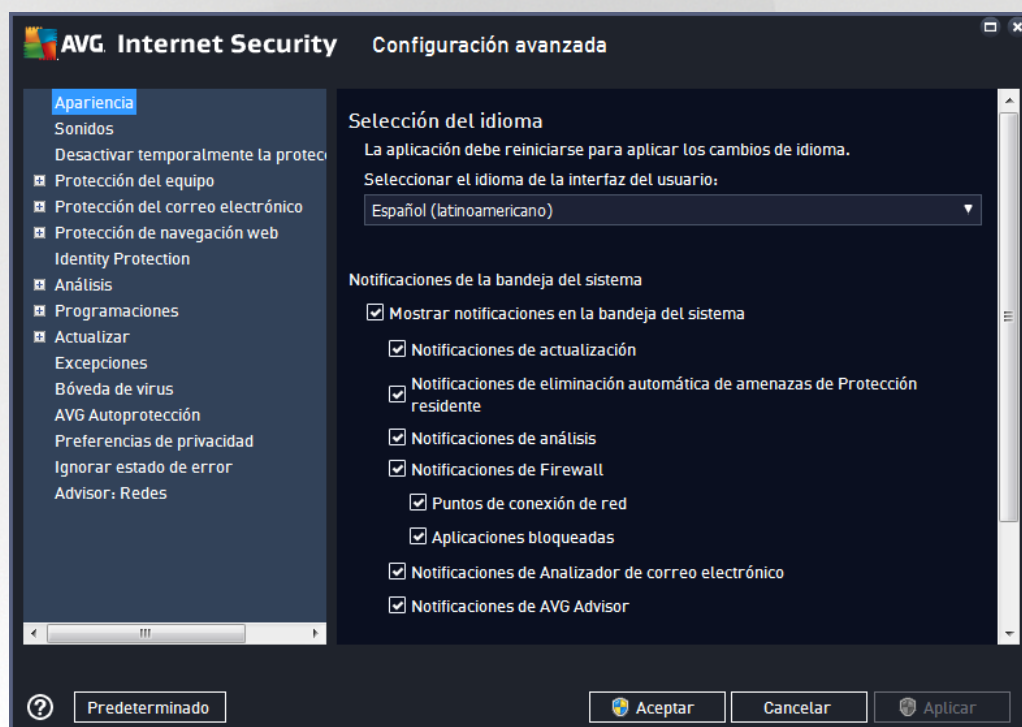 AVG. Internet Security
Configuración avanzada
Apariencia
Sonidos
Desactivar temporalmente la protec
Protección del equipo
Protección del correo electrónico
Protección de navegación web
Identity Protection
Análisis
Programaciones
Actualizar
Excepciones
Bóveda de virus
AVG Autoprotección
Preferencias de privacidad
Ignorar estado de error
Advisor: Redes
Selección del idioma
La aplicación debe reiniciarse para aplicar los cambios de idioma.
Seleccionar el idioma de la interfaz del usuario:
Español (latinoamericano)
Notificaciones de la bandeja del sistema
Mostrar notificaciones en la bandeja del sistema
Notificaciones de actualización
Notificaciones de eliminación automática de amenazas de Protección
residente
Notificaciones de análisis
Notificaciones de Firewall
Puntos de conexión de red
Aplicaciones bloqueadas
Notificaciones de Analizador de correo electrónico
Notificaciones de AVG Advisor
Predeterminado
Aceptar
Cancelar
Aplicar